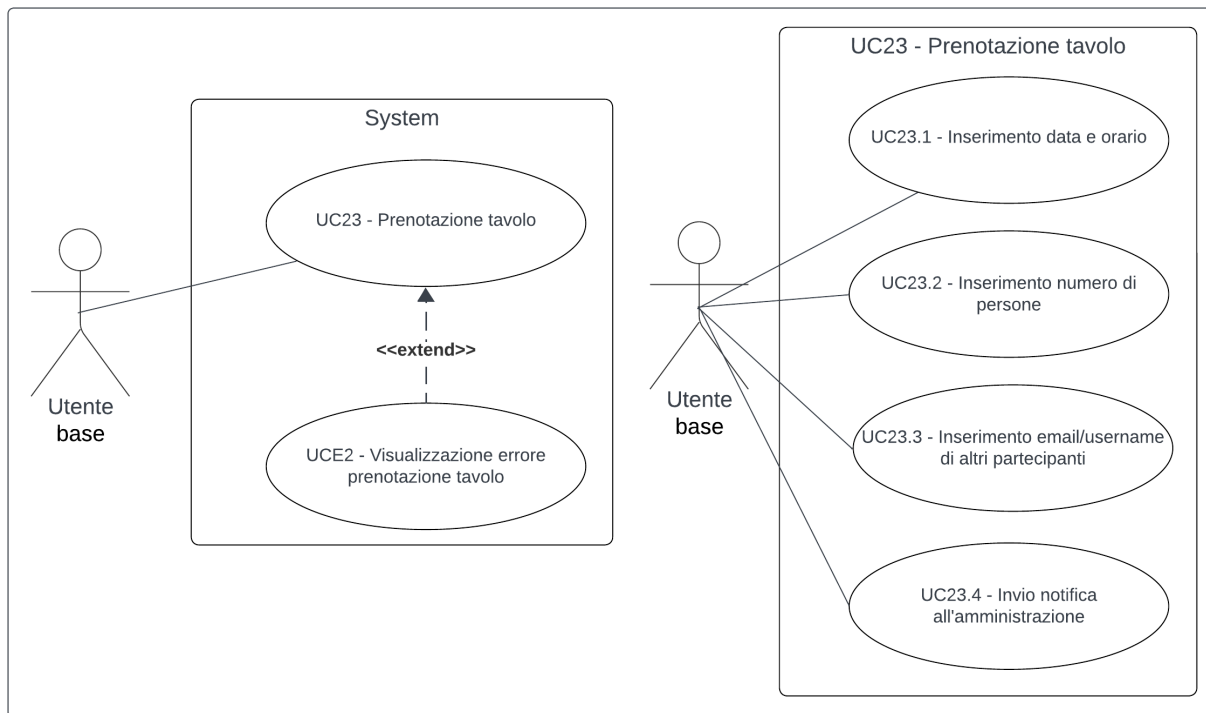 System
UC23 - Prenotazione tavolo
<<extend>>
UCE2 - Visualizzazione errore
prenotazione tavolo
Utente
base
UC23 - Prenotazione tavolo
UC23.1 - Inserimento data e orario
UC23.2 - Inserimento numero di
persone
UC23.3 - Inserimento email/username
di altri partecipanti
UC23.4 - Invio notifica
all'amministrazione
Utente
base